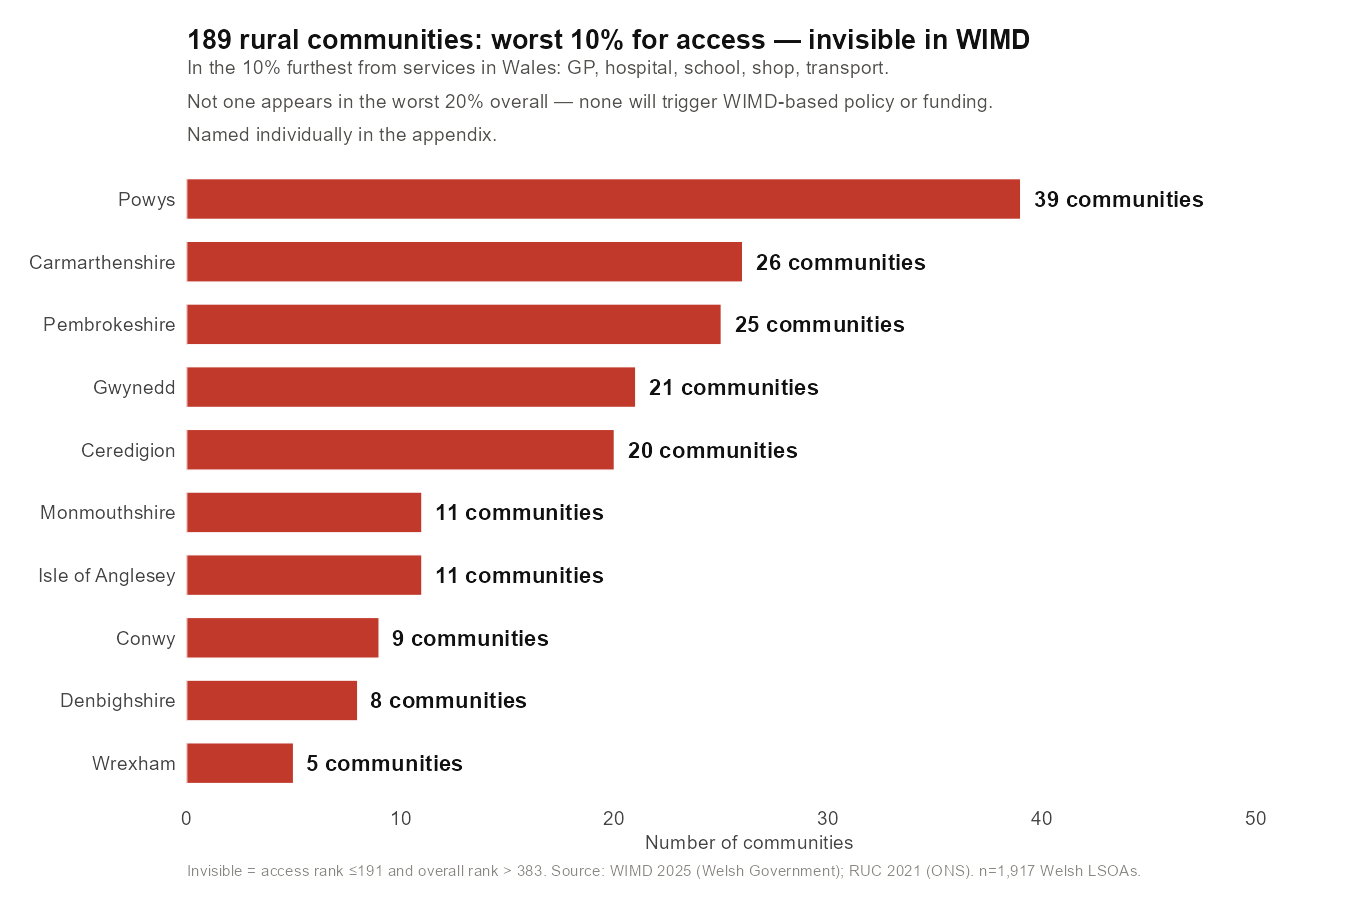 189 rural communities: worst 10% for access — invisible in WIMD
In the 10% furthest from services in Wales: GP, hospital, school, shop, transport.
Not one appears in the worst 20% overall — none will trigger WIMD-based policy or funding.
Named individually in the appendix.
Powys 39 communities
Carmarthenshire 26 communities
Pembrokeshire 25 communities
Gwynedd 21 communities
Ceredigion 20 communities
Monmouthshire 11 communities
Isle of Anglesey 11 communities
Conwy 9 communities
Denbighshire 8 communities
Wrexham 5 communities
0 10 20 30 40 50
Number of communities
Invisible = access rank ≤191 and overall rank > 383. Source: WIMD 2025 (Welsh Government); RUC 2021 (ONS). n=1,917 Welsh LSOAs.